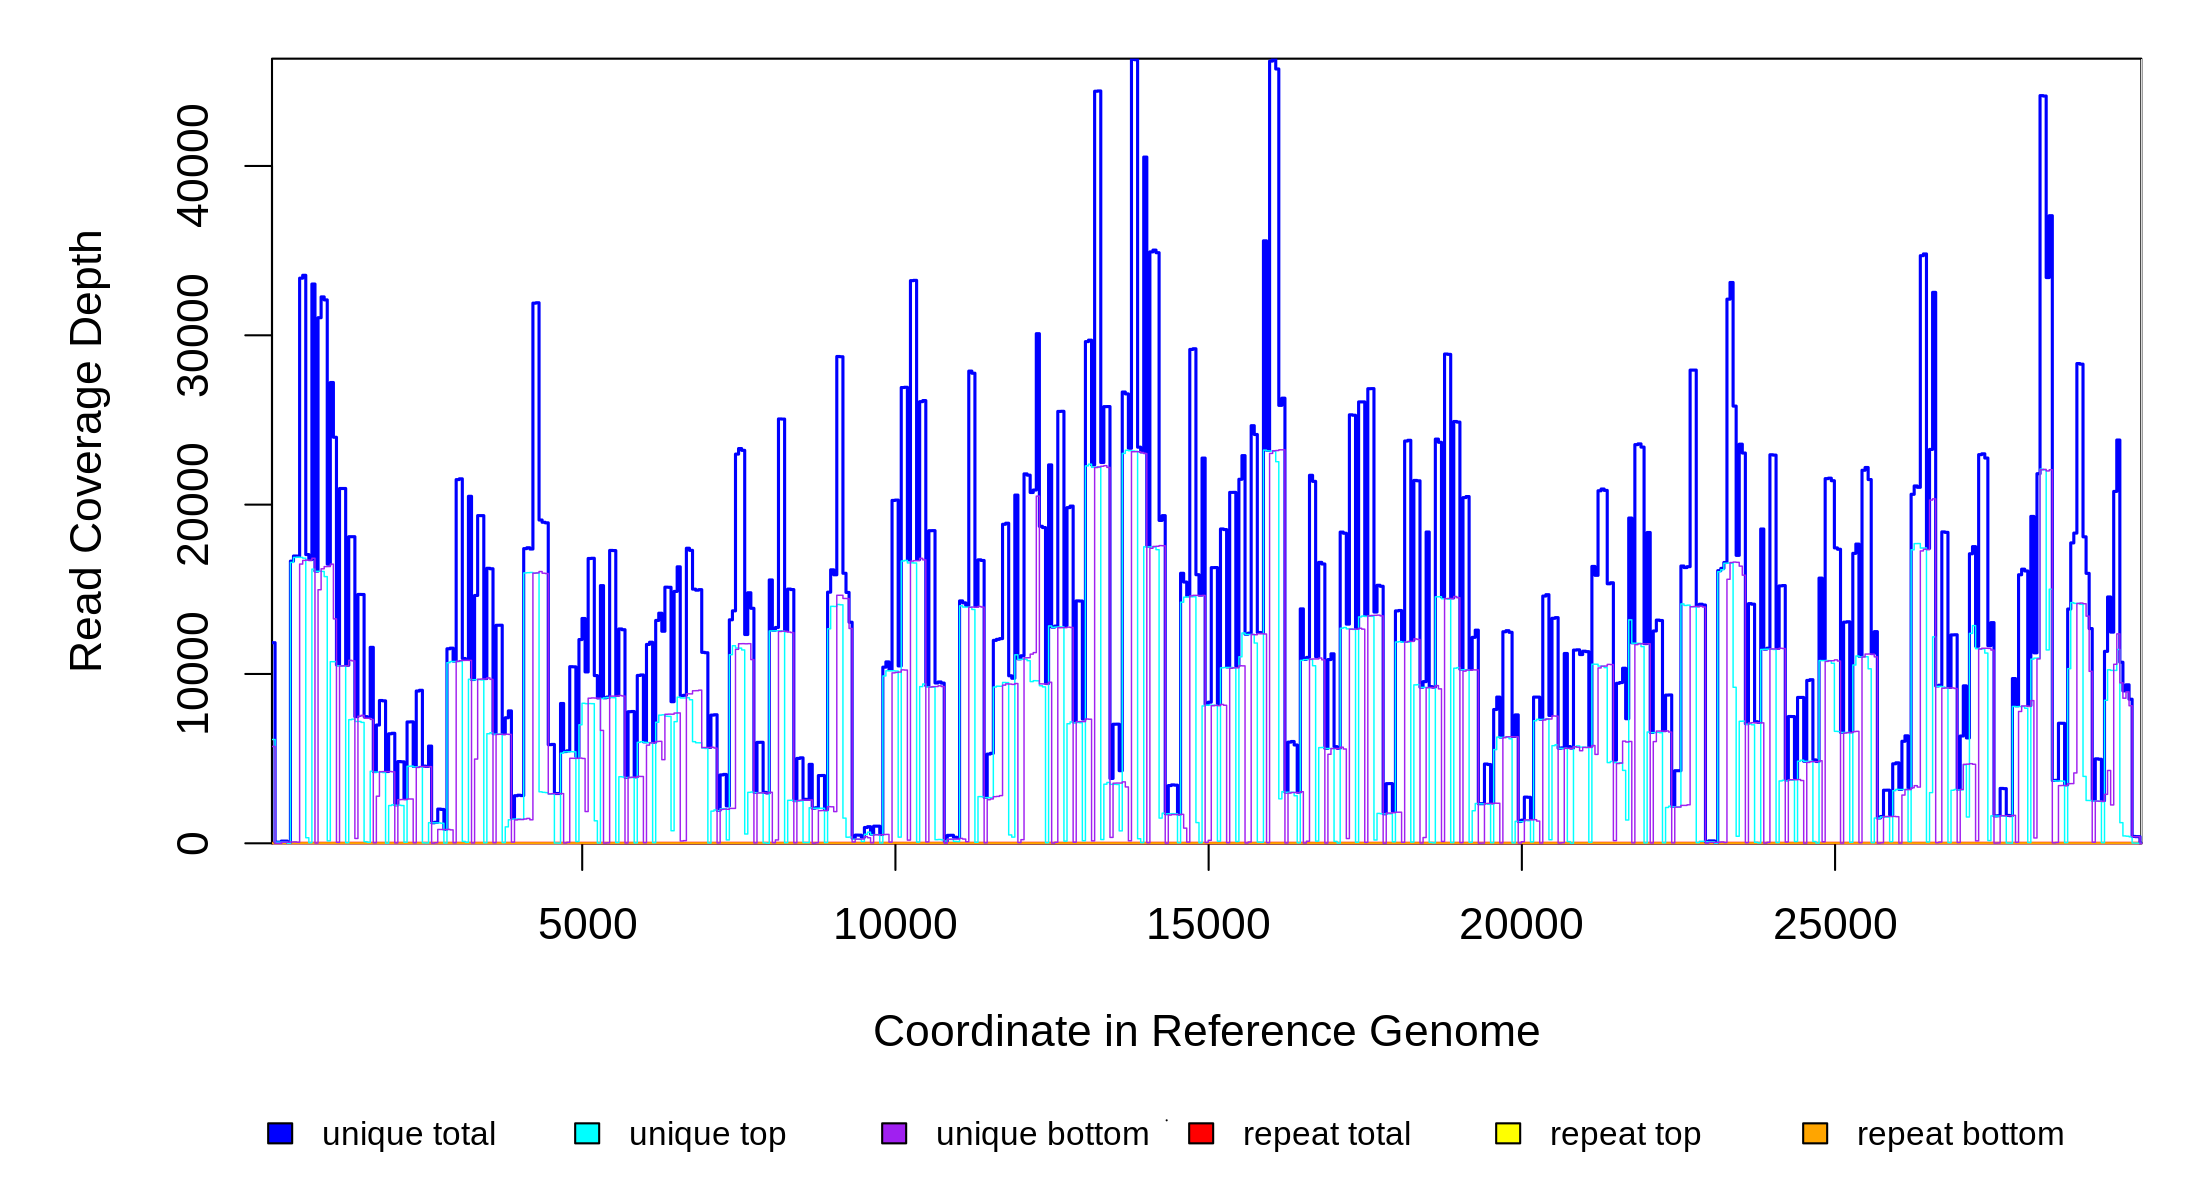 Read Coverage Depth
40000
30000
20000
10000
0
5000 10000 15000 20000 25000
Coordinate in Reference Genome
unique total unique top unique bottom repeat total repeat top repeat bottom